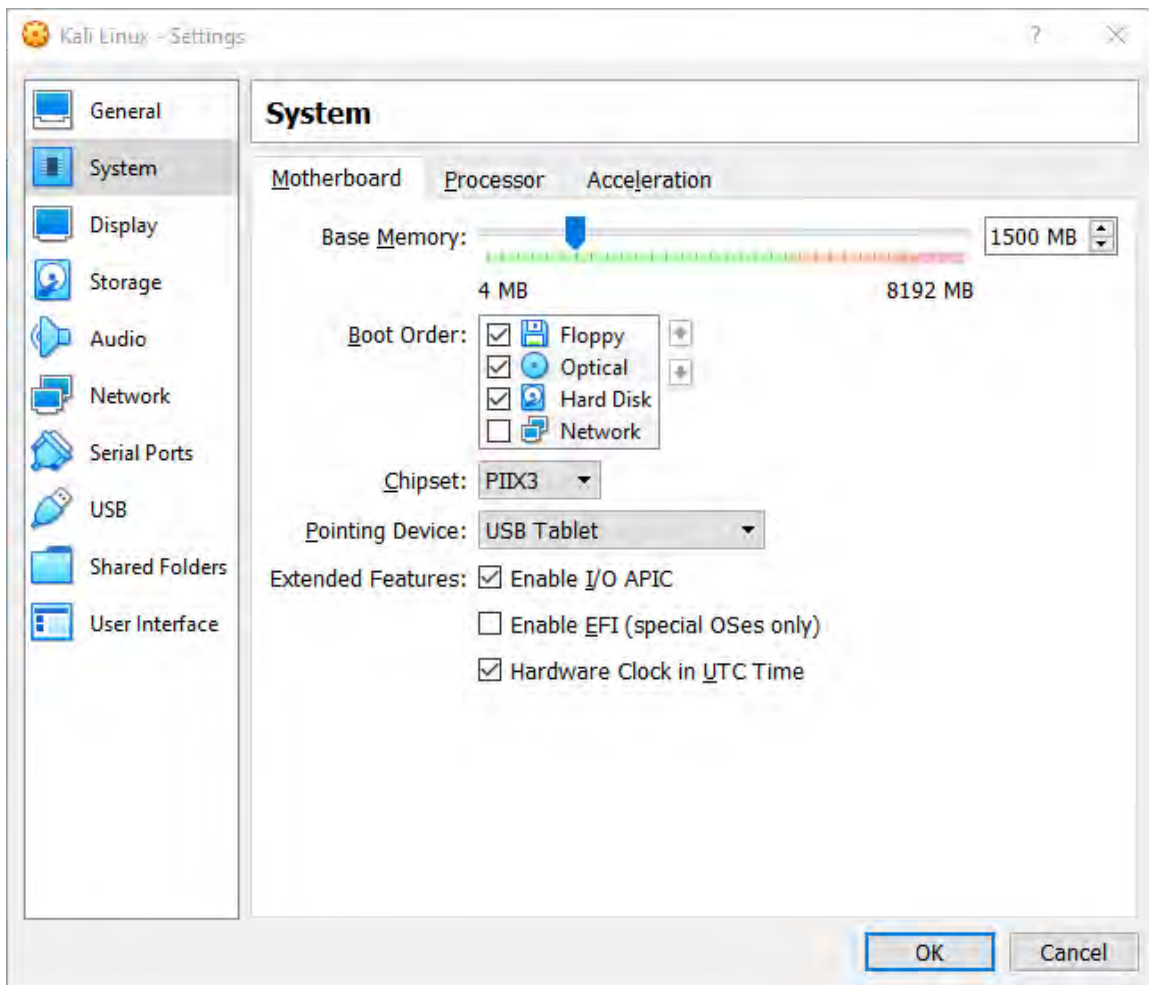 Kali Linux - Settings
General
System
Display
Storage
Audio
Network
Serial Ports
USB
Shared Folders
User Interface
System
Motherboard Processor Acceleration
Base Memory: 1500 MB
4 MB 8192 MB
Boot Order: Floppy
Optical
Hard Disk
Network
Chipset: PIIX3
Pointing Device: USB Tablet
Extended Features: Enable I/O APIC
Enable EFI (special OSes only)
Hardware Clock in UTC Time
OK Cancel